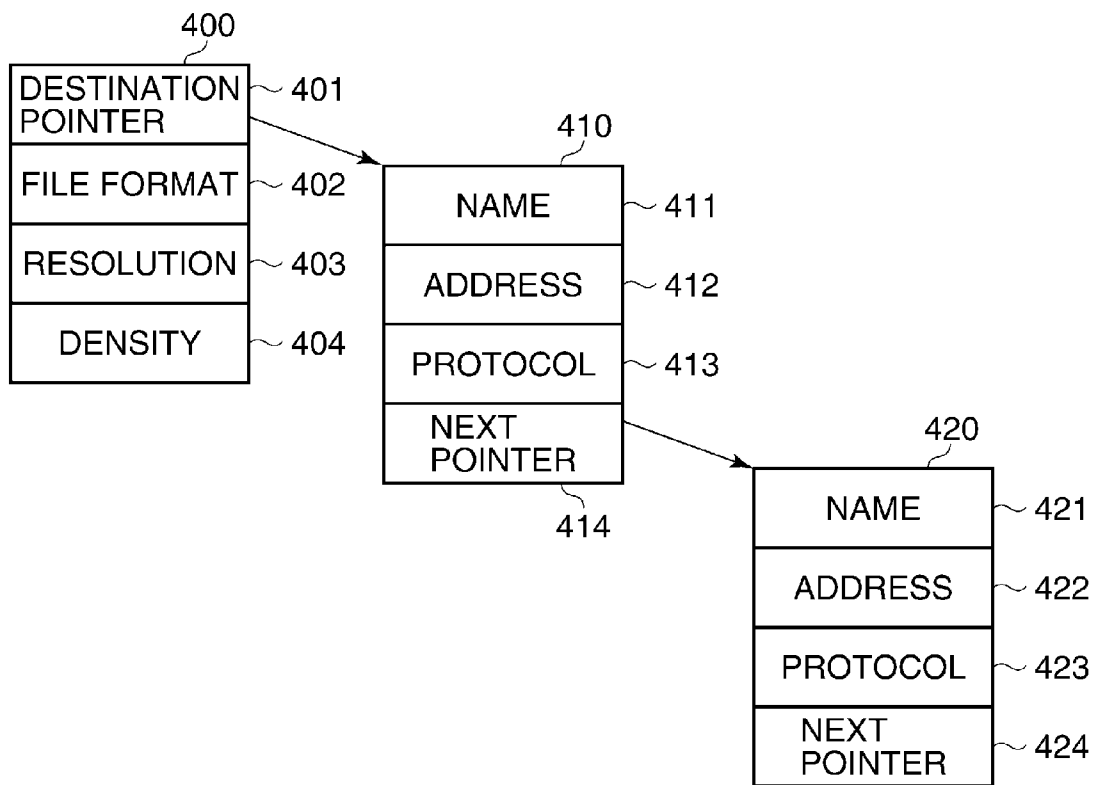 400
DESTINATION
POINTER
401
FILE FORMAT
402
RESOLUTION
403
DENSITY
404
410
NAME
411
ADDRESS
412
PROTOCOL
413
NEXT
POINTER
414
420
NAME
421
ADDRESS
422
PROTOCOL
423
NEXT
POINTER
424